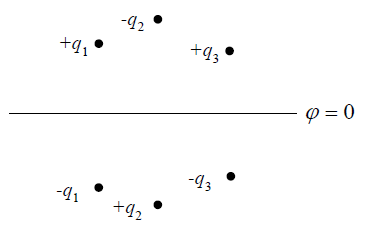 -q₂
+q₁
+q₃
φ = 0
-q₃
-q₁
+q₂